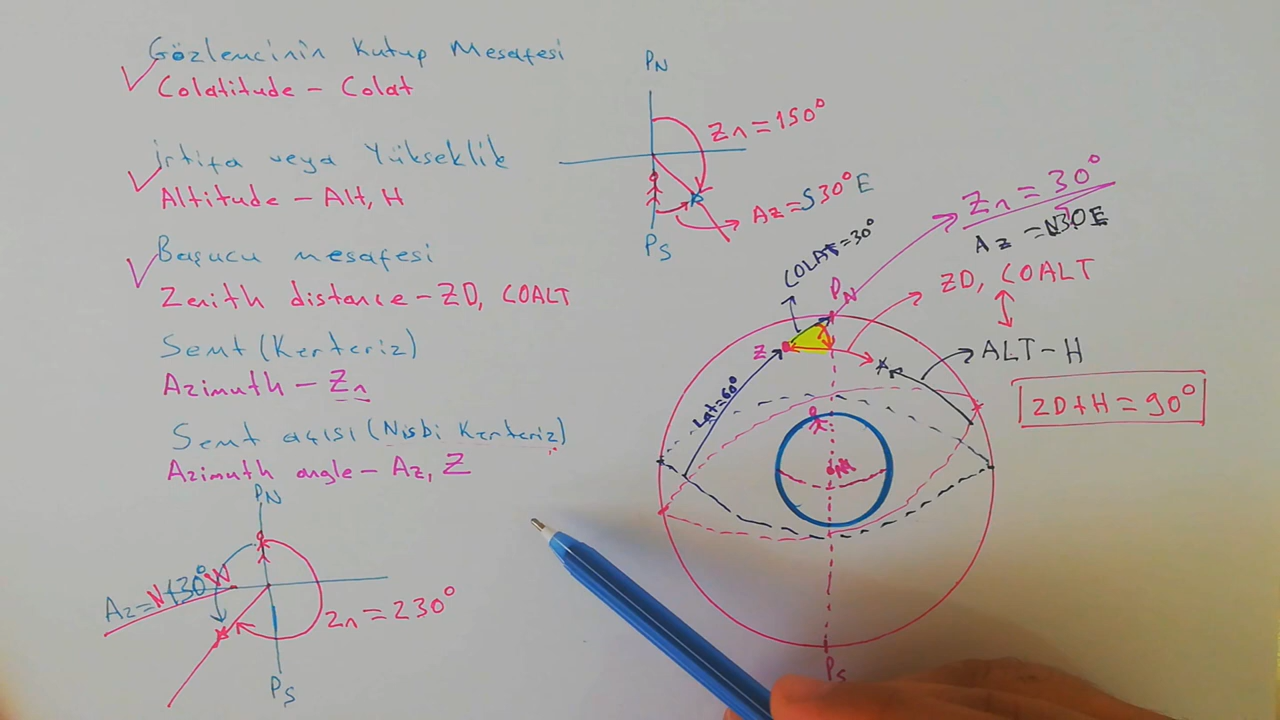 Gözlemcinin Kutup Mesafesi
Colatitude - Colat
İrtifa veya Yükseklik
Altitude - Alt, H
Başucu mesafesi
Zenith distance - ZD, COALT
Semt (Kerteriz)
Azimuth - Zn
Semt açısı (Nisbi Kerteriz)
Azimuth angle - Az, Z
PN
Az = N130°W
Zn = 230°
PS
PN
Zn = 150°
Az = S30°E
PS
Zn = 30°
Az = N30E
COLAT = 30°
PN
ZD, COALT
Z
ALT - H
Lat = 60°
ZD + H = 90°
PS